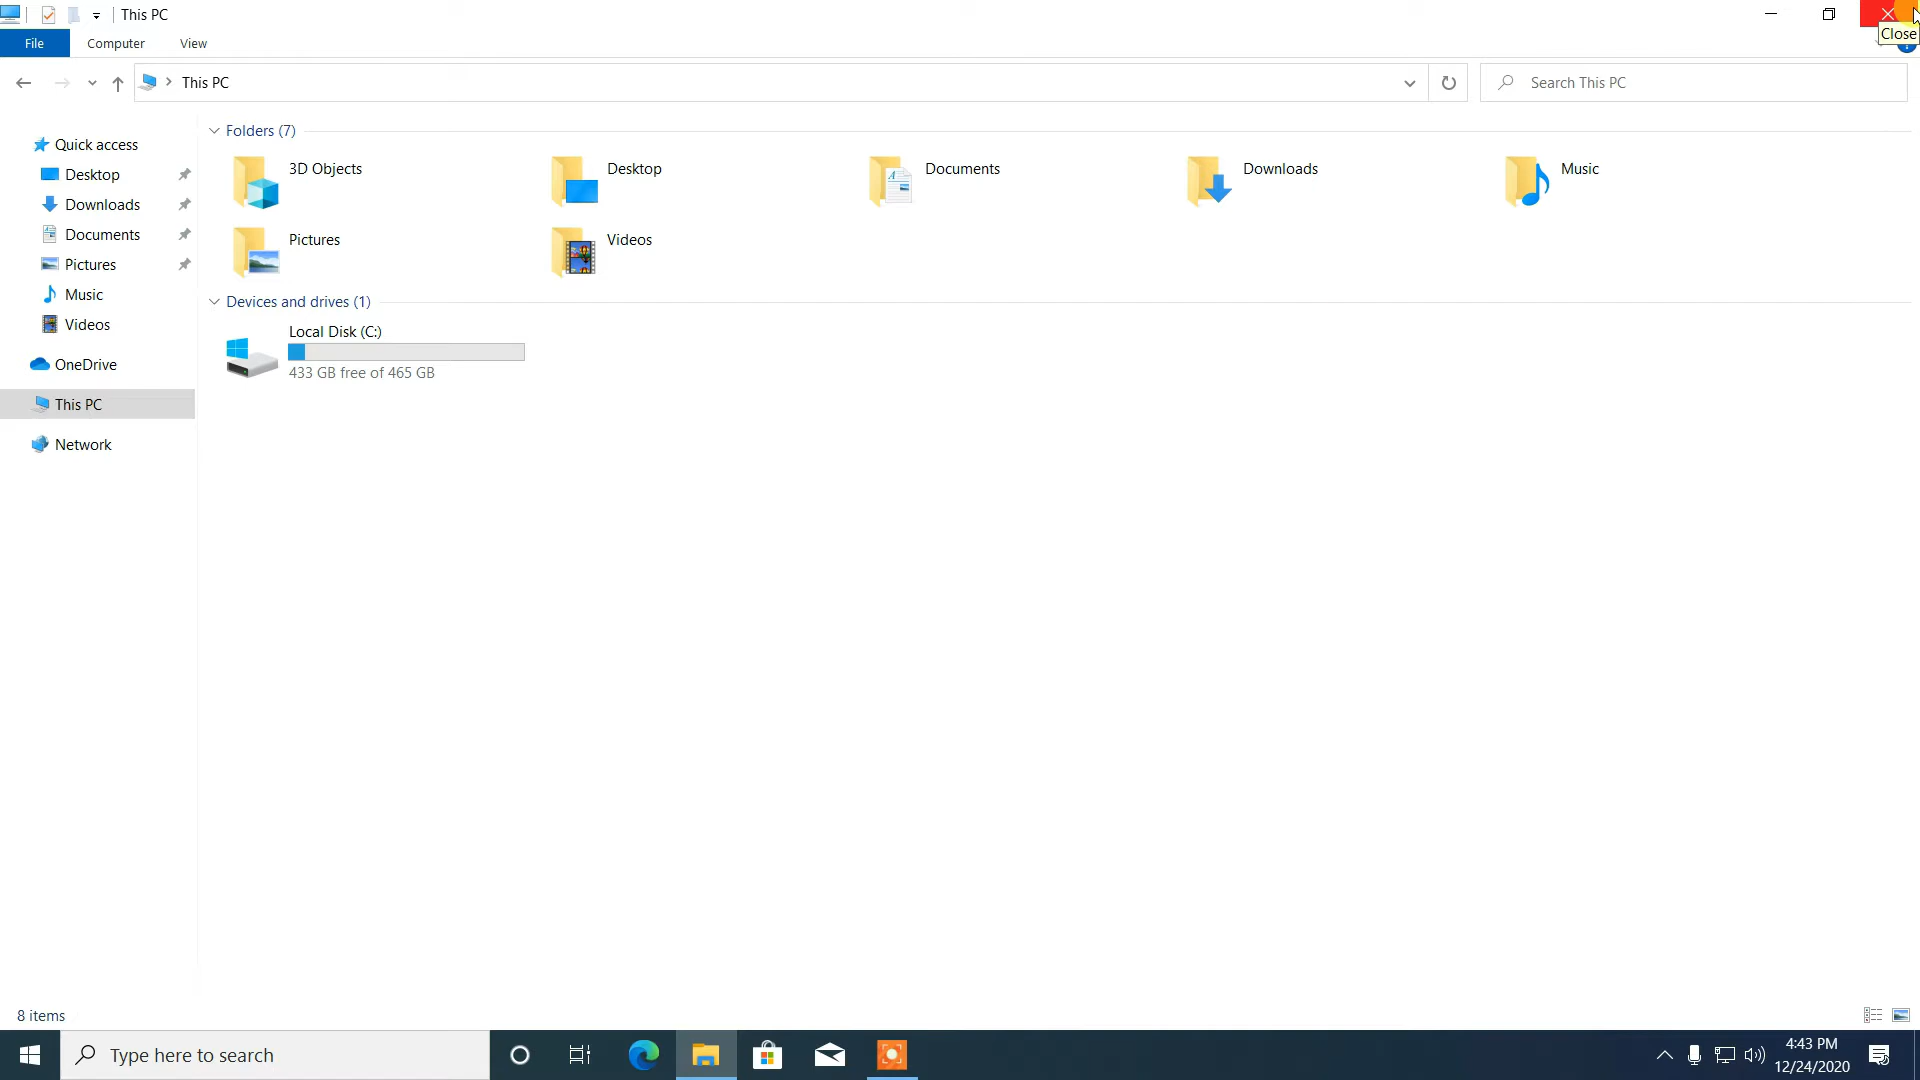 This PC
Close
File Computer View
This PC
Search This PC
Quick access
Desktop
Downloads
Documents
Pictures
Music
Videos
OneDrive
This PC
Network
Folders (7)
3D Objects
Desktop
Documents
Downloads
Music
Pictures
Videos
Devices and drives (1)
Local Disk (C:)
433 GB free of 465 GB
8 items
Type here to search
4:43 PM
12/24/2020